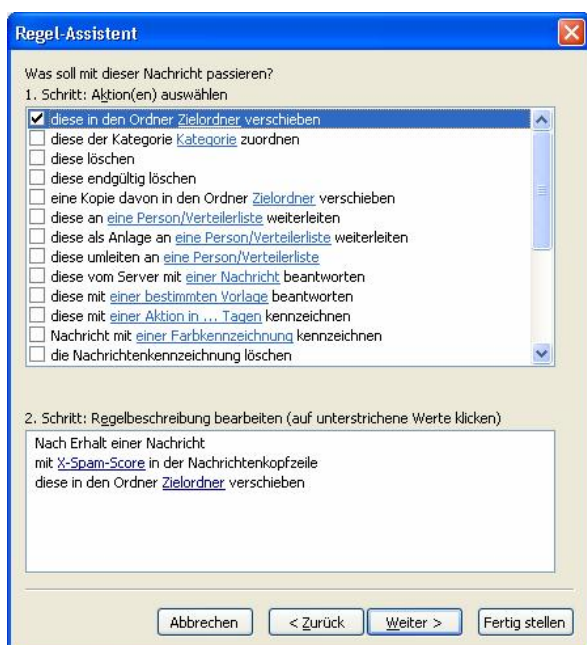 Regel-Assistent
Was soll mit dieser Nachricht passieren?
1. Schritt: Aktion(en) auswählen
diese in den Ordner Zielordner verschieben
diese der Kategorie Kategorie zuordnen
diese löschen
diese endgültig löschen
eine Kopie davon in den Ordner Zielordner verschieben
diese an eine Person/Verteilerliste weiterleiten
diese als Anlage an eine Person/Verteilerliste weiterleiten
diese umleiten an eine Person/Verteilerliste
diese vom Server mit einer Nachricht beantworten
diese mit einer bestimmten Vorlage beantworten
diese mit einer Aktion in ... Tagen kennzeichnen
Nachricht mit einer Farbkennzeichnung kennzeichnen
die Nachrichtenkennzeichnung löschen
2. Schritt: Regelbeschreibung bearbeiten (auf unterstrichene Werte klicken)
Nach Erhalt einer Nachricht
mit X-Spam-Score in der Nachrichtenkopfzeile
diese in den Ordner Zielordner verschieben
Abbrechen < Zurück Weiter > Fertig stellen